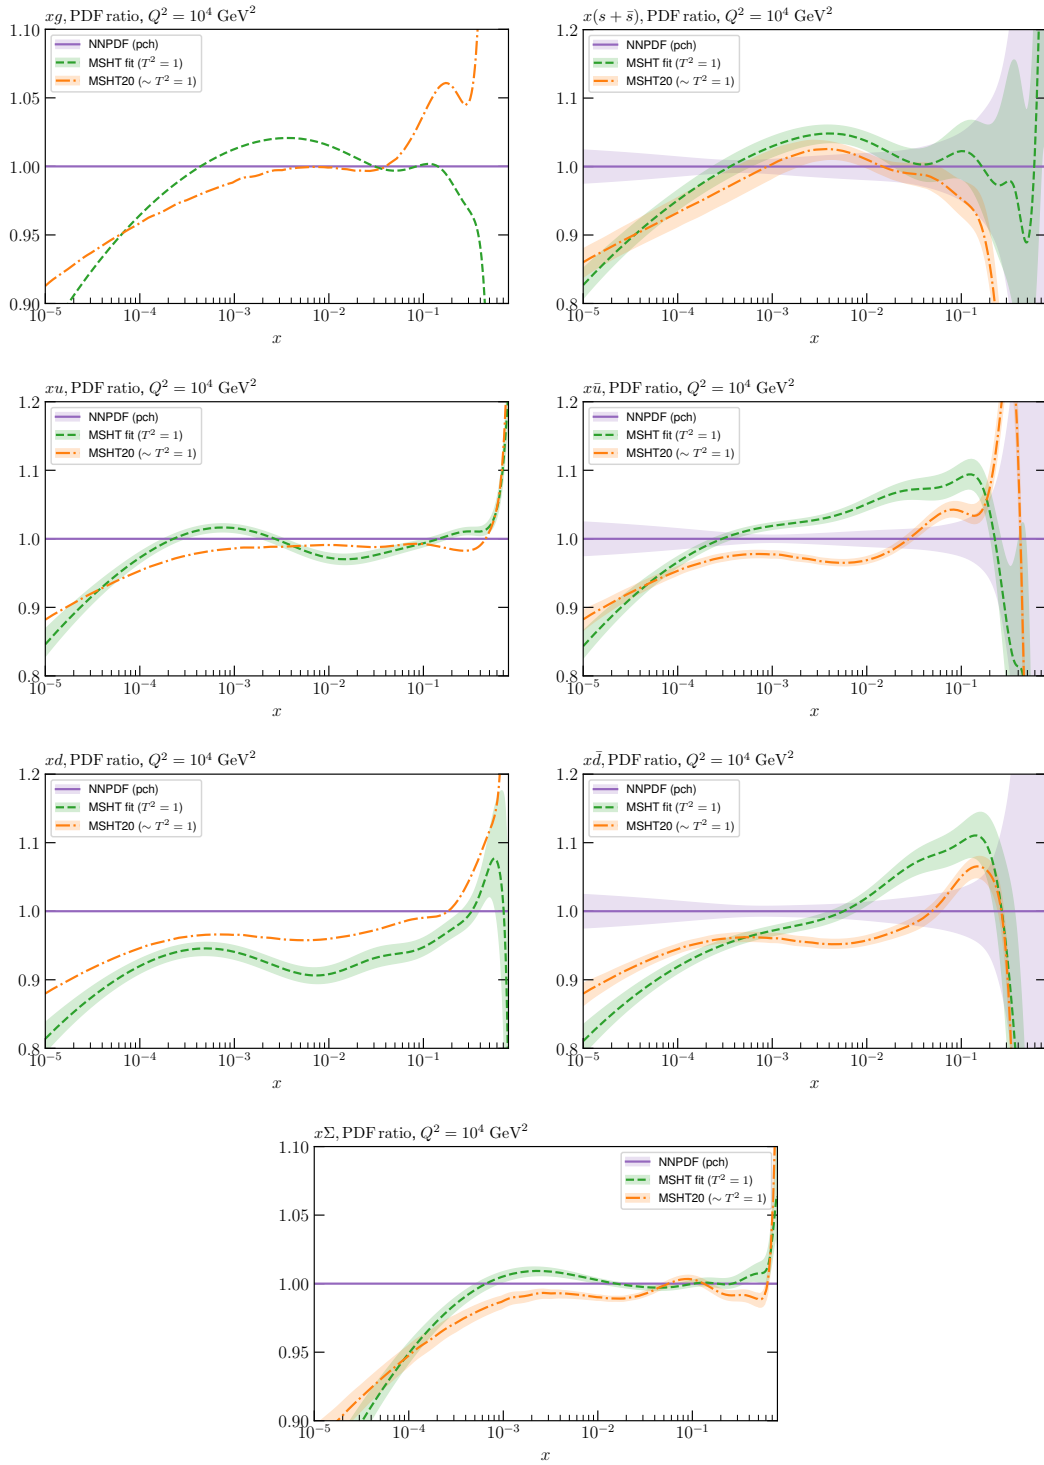 xg, PDF ratio, Q² = 10⁴ GeV²
1.10
1.05
1.00
0.95
0.90
NNPDF (pch)
MSHT fit (T² = 1)
MSHT20 (∼ T² = 1)
10⁻⁵ 10⁻⁴ 10⁻³ 10⁻² 10⁻¹
x
x(s + s̄), PDF ratio, Q² = 10⁴ GeV²
1.2
1.1
1.0
0.9
0.8
NNPDF (pch)
MSHT fit (T² = 1)
MSHT20 (∼ T² = 1)
10⁻⁵ 10⁻⁴ 10⁻³ 10⁻² 10⁻¹
x
xu, PDF ratio, Q² = 10⁴ GeV²
1.2
1.1
1.0
0.9
0.8
NNPDF (pch)
MSHT fit (T² = 1)
MSHT20 (∼ T² = 1)
10⁻⁵ 10⁻⁴ 10⁻³ 10⁻² 10⁻¹
x
xū, PDF ratio, Q² = 10⁴ GeV²
1.2
1.1
1.0
0.9
0.8
NNPDF (pch)
MSHT fit (T² = 1)
MSHT20 (∼ T² = 1)
10⁻⁵ 10⁻⁴ 10⁻³ 10⁻² 10⁻¹
x
xd, PDF ratio, Q² = 10⁴ GeV²
1.2
1.1
1.0
0.9
0.8
NNPDF (pch)
MSHT fit (T² = 1)
MSHT20 (∼ T² = 1)
10⁻⁵ 10⁻⁴ 10⁻³ 10⁻² 10⁻¹
x
xd̄, PDF ratio, Q² = 10⁴ GeV²
1.2
1.1
1.0
0.9
0.8
NNPDF (pch)
MSHT fit (T² = 1)
MSHT20 (∼ T² = 1)
10⁻⁵ 10⁻⁴ 10⁻³ 10⁻² 10⁻¹
x
xΣ, PDF ratio, Q² = 10⁴ GeV²
1.10
1.05
1.00
0.95
0.90
NNPDF (pch)
MSHT fit (T² = 1)
MSHT20 (∼ T² = 1)
10⁻⁵ 10⁻⁴ 10⁻³ 10⁻² 10⁻¹
x